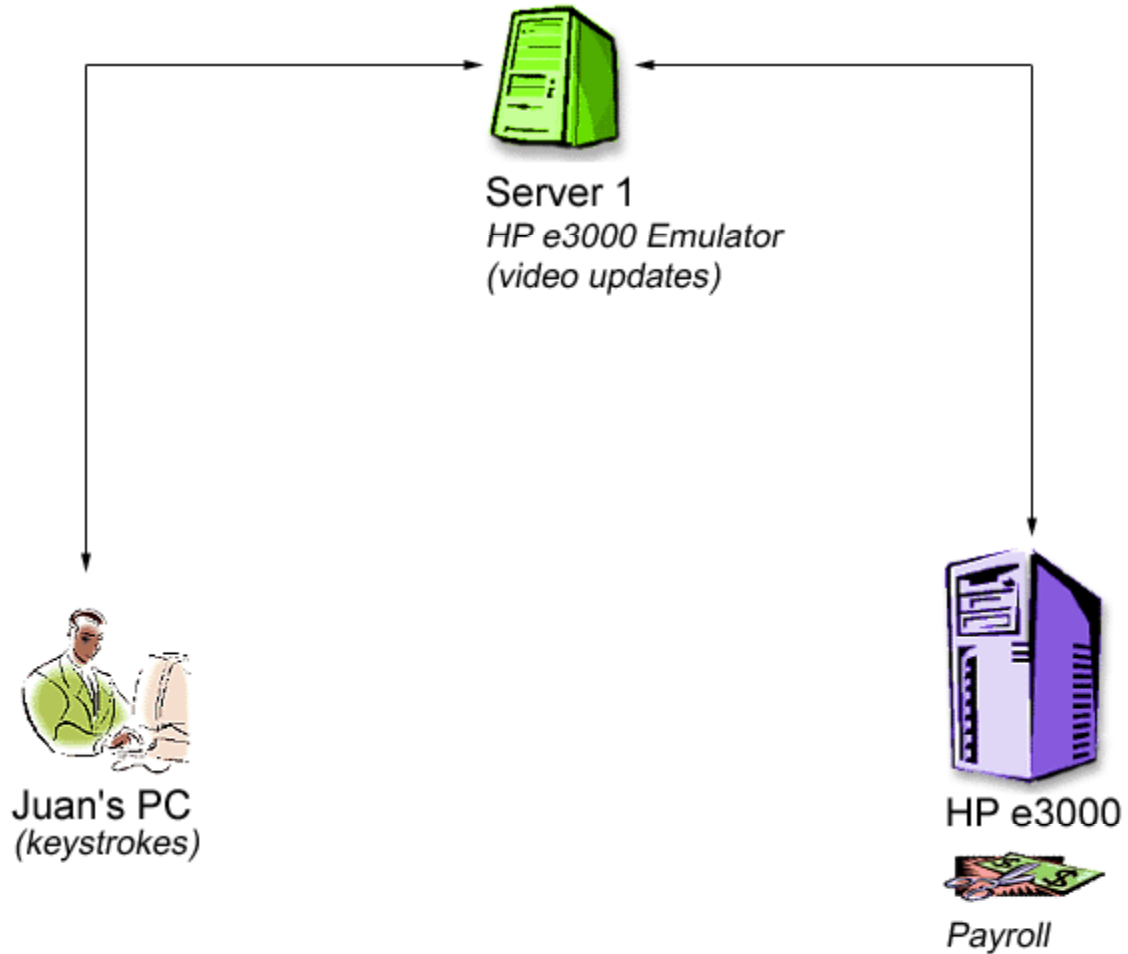 Server 1
HP e3000 Emulator
(video updates)
Juan's PC
(keystrokes)
HP e3000
$ $
Payroll